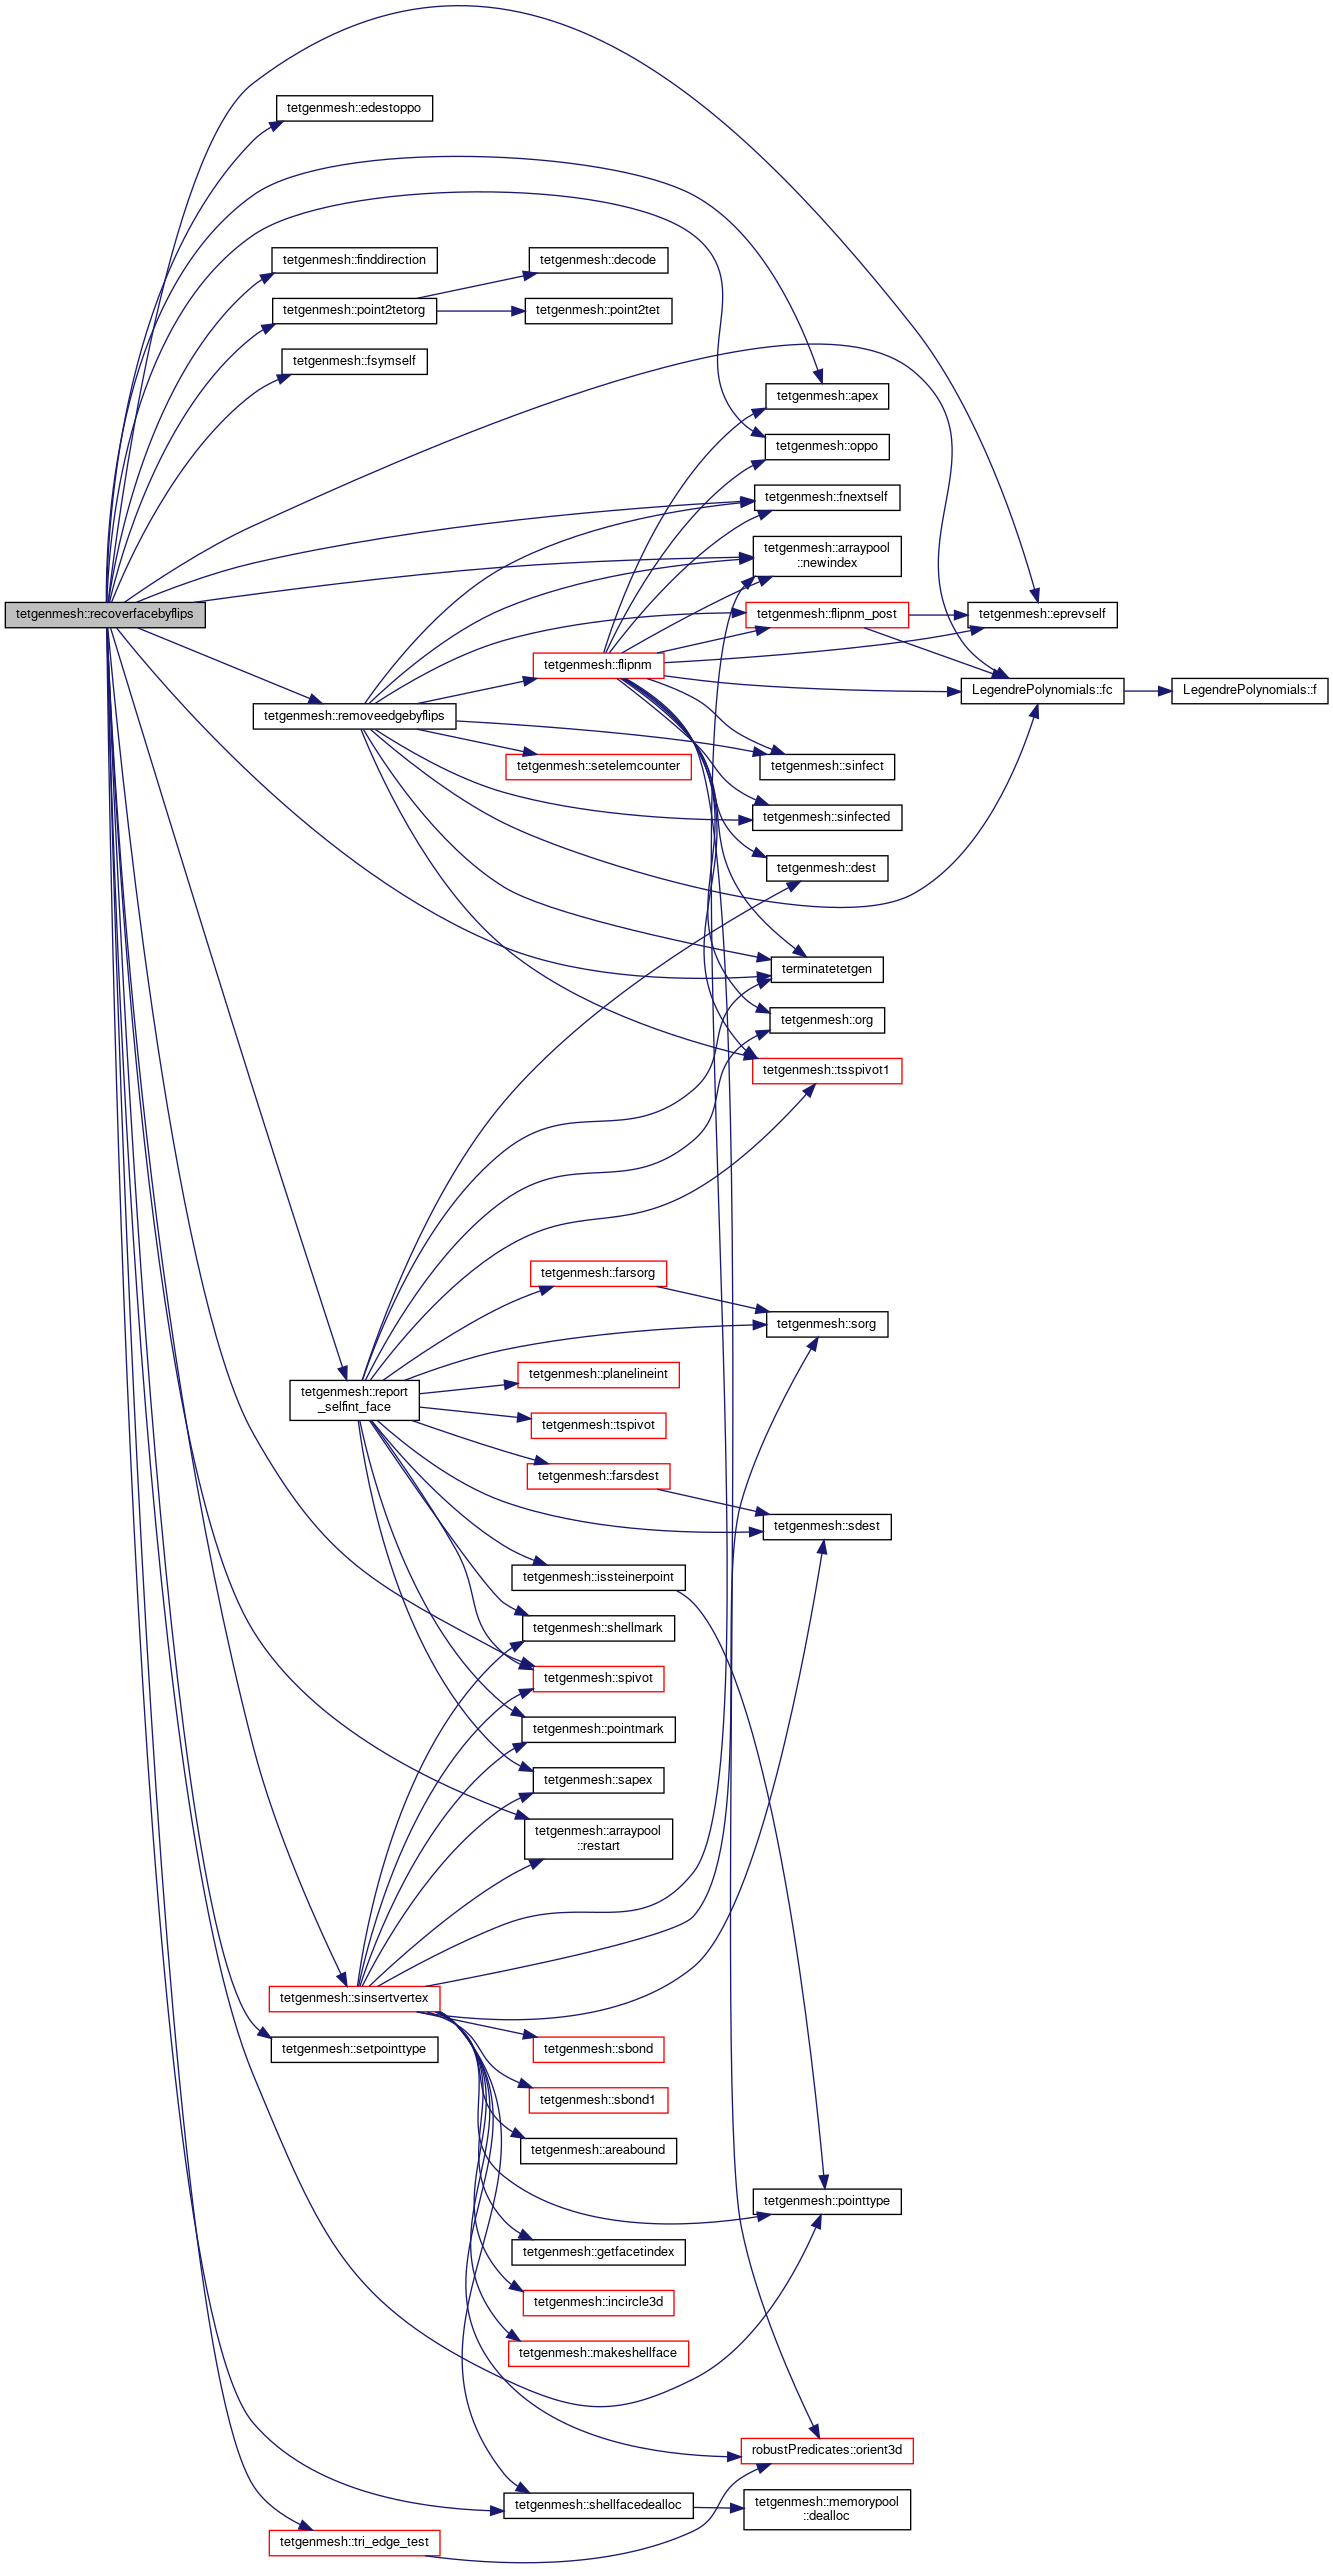 tetgenmesh::edestoppo
tetgenmesh::finddirection
tetgenmesh::decode
tetgenmesh::point2tetorg
tetgenmesh::point2tet
tetgenmesh::fsymself
tetgenmesh::apex
tetgenmesh::oppo
tetgenmesh::fnextself
tetgenmesh::arraypool
::newindex
tetgenmesh::recoverfacebyflips
tetgenmesh::flipnm_post
tetgenmesh::eprevself
tetgenmesh::flipnm
LegendrePolynomials::fc
LegendrePolynomials::f
tetgenmesh::removeedgebyflips
tetgenmesh::setelemcounter
tetgenmesh::sinfect
tetgenmesh::sinfected
tetgenmesh::dest
terminatetetgen
tetgenmesh::org
tetgenmesh::tsspivot1
tetgenmesh::farsorg
tetgenmesh::sorg
tetgenmesh::planelineint
tetgenmesh::report
_selfint_face
tetgenmesh::tspivot
tetgenmesh::farsdest
tetgenmesh::sdest
tetgenmesh::issteinerpoint
tetgenmesh::shellmark
tetgenmesh::spivot
tetgenmesh::pointmark
tetgenmesh::sapex
tetgenmesh::arraypool
::restart
tetgenmesh::sinsertvertex
tetgenmesh::setpointtype
tetgenmesh::sbond
tetgenmesh::sbond1
tetgenmesh::areabound
tetgenmesh::pointtype
tetgenmesh::getfacetindex
tetgenmesh::incircle3d
tetgenmesh::makeshellface
robustPredicates::orient3d
tetgenmesh::shellfacedealloc
tetgenmesh::memorypool
::dealloc
tetgenmesh::tri_edge_test